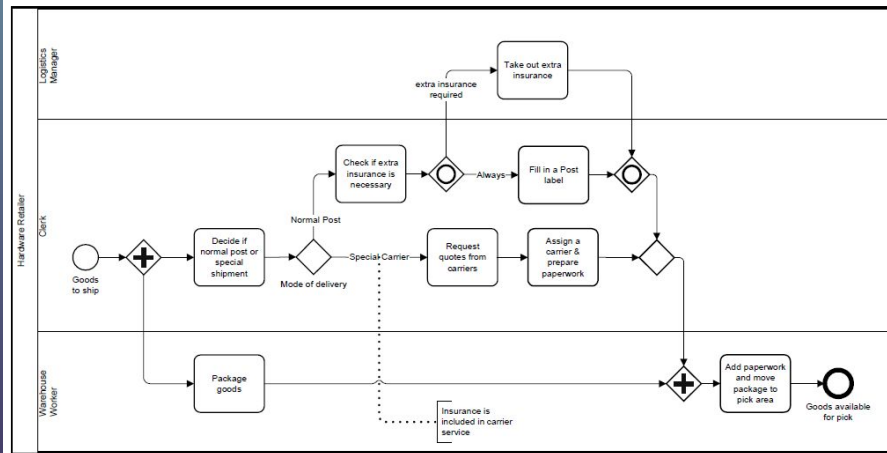 Hardware Retailer
Logistics
Manager
Take out extra
insurance
extra insurance
required
Clerk
Check if extra
insurance is
necessary
Always
Fill in a Post
label
Normal Post
Decide if
normal post or
special
shipment
Goods
to ship
Mode of delivery
Special Carrier
Request
quotes from
carriers
Assign a
carrier &
prepare
paperwork
Warehouse
Worker
Package
goods
Insurance is
included in carrier
service
Add paperwork
and move
package to
pick area
Goods available
for pick